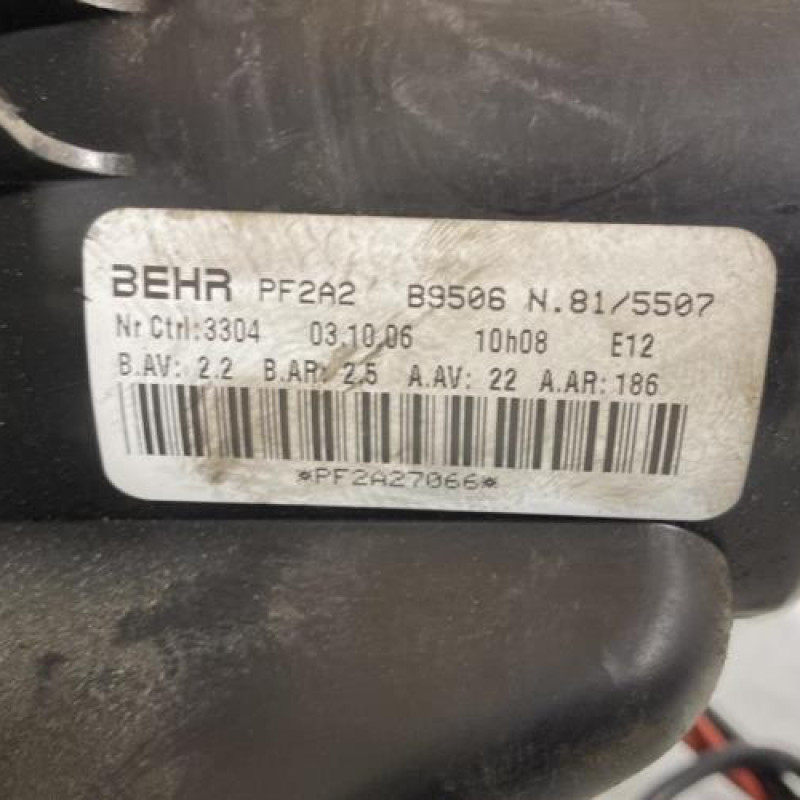 BEHR PF2A2 B9506 N.81/5507
Nr Ctrl:3304 03.10.06 10h08 E12
B.AV: 2.2 B.AR: 2.5 A.AV: 22 A.AR: 186
*PF2A27066*